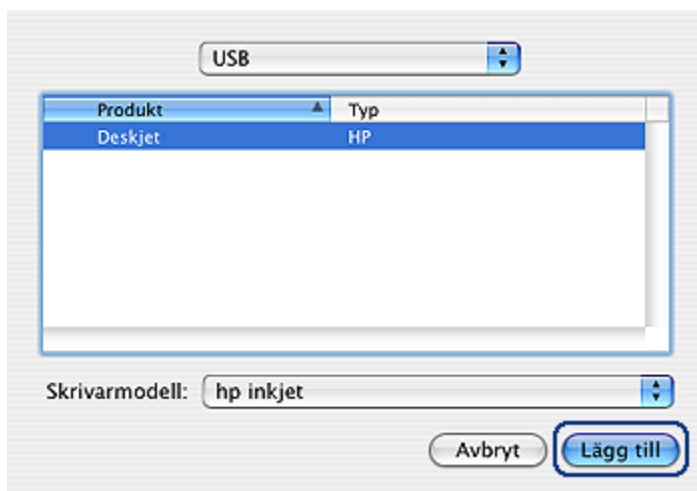 USB
Produkt Typ
Deskjet HP
Skrivarmodell: hp inkjet
Avbryt Lägg till